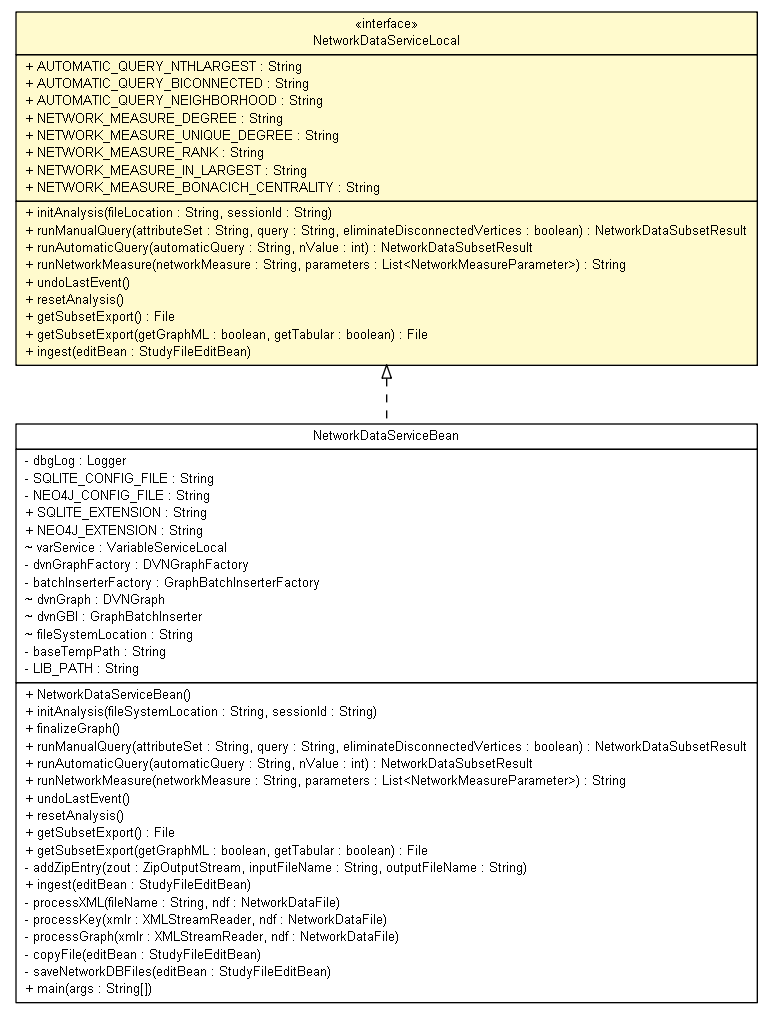 «interface»
NetworkDataServiceLocal
+ AUTOMATIC_QUERY_NTHLARGEST : String
+ AUTOMATIC_QUERY_BICONNECTED : String
+ AUTOMATIC_QUERY_NEIGHBORHOOD : String
+ NETWORK_MEASURE_DEGREE : String
+ NETWORK_MEASURE_UNIQUE_DEGREE : String
+ NETWORK_MEASURE_RANK : String
+ NETWORK_MEASURE_IN_LARGEST : String
+ NETWORK_MEASURE_BONACICH_CENTRALITY : String
+ initAnalysis(fileLocation : String, sessionId : String)
+ runManualQuery(attributeSet : String, query : String, eliminateDisconnectedVertices : boolean) : NetworkDataSubsetResult
+ runAutomaticQuery(automaticQuery : String, nValue : int) : NetworkDataSubsetResult
+ runNetworkMeasure(networkMeasure : String, parameters : List<NetworkMeasureParameter>) : String
+ undoLastEvent()
+ resetAnalysis()
+ getSubsetExport() : File
+ getSubsetExport(getGraphML : boolean, getTabular : boolean) : File
+ ingest(editBean : StudyFileEditBean)
NetworkDataServiceBean
- dbgLog : Logger
- SQLITE_CONFIG_FILE : String
- NEO4J_CONFIG_FILE : String
+ SQLITE_EXTENSION : String
+ NEO4J_EXTENSION : String
~ varService : VariableServiceLocal
- dvnGraphFactory : DVNGraphFactory
- batchInserterFactory : GraphBatchInserterFactory
~ dvnGraph : DVNGraph
~ dvnGBI : GraphBatchInserter
~ fileSystemLocation : String
- baseTempPath : String
- LIB_PATH : String
+ NetworkDataServiceBean()
+ initAnalysis(fileSystemLocation : String, sessionId : String)
+ finalizeGraph()
+ runManualQuery(attributeSet : String, query : String, eliminateDisconnectedVertices : boolean) : NetworkDataSubsetResult
+ runAutomaticQuery(automaticQuery : String, nValue : int) : NetworkDataSubsetResult
+ runNetworkMeasure(networkMeasure : String, parameters : List<NetworkMeasureParameter>) : String
+ undoLastEvent()
+ resetAnalysis()
+ getSubsetExport() : File
+ getSubsetExport(getGraphML : boolean, getTabular : boolean) : File
- addZipEntry(zout : ZipOutputStream, inputFileName : String, outputFileName : String)
+ ingest(editBean : StudyFileEditBean)
- processXML(fileName : String, ndf : NetworkDataFile)
- processKey(xmlr : XMLStreamReader, ndf : NetworkDataFile)
- processGraph(xmlr : XMLStreamReader, ndf : NetworkDataFile)
- copyFile(editBean : StudyFileEditBean)
- saveNetworkDBFiles(editBean : StudyFileEditBean)
+ main(args : String[])